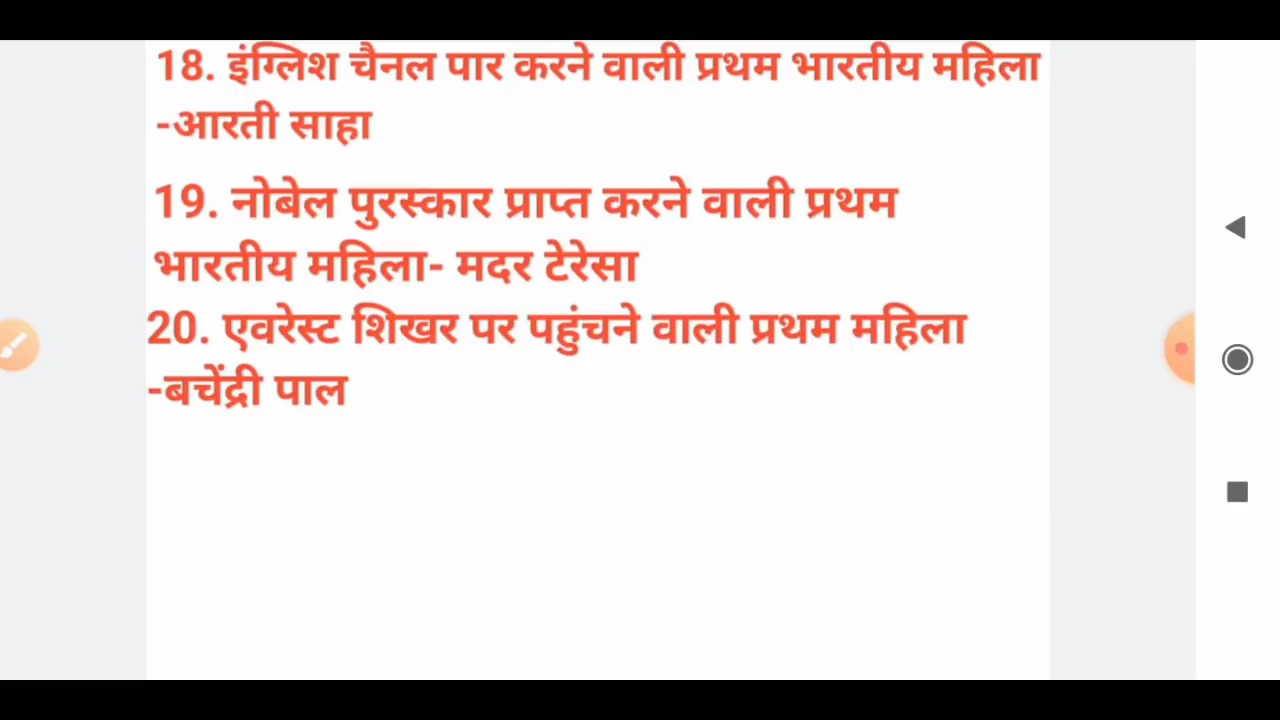 18. इंग्लिश चैनल पार करने वाली प्रथम भारतीय महिला
-आरती साहा
19. नोबेल पुरस्कार प्राप्त करने वाली प्रथम
भारतीय महिला- मदर टेरेसा
20. एवरेस्ट शिखर पर पहुंचने वाली प्रथम महिला
-बचेंद्री पाल